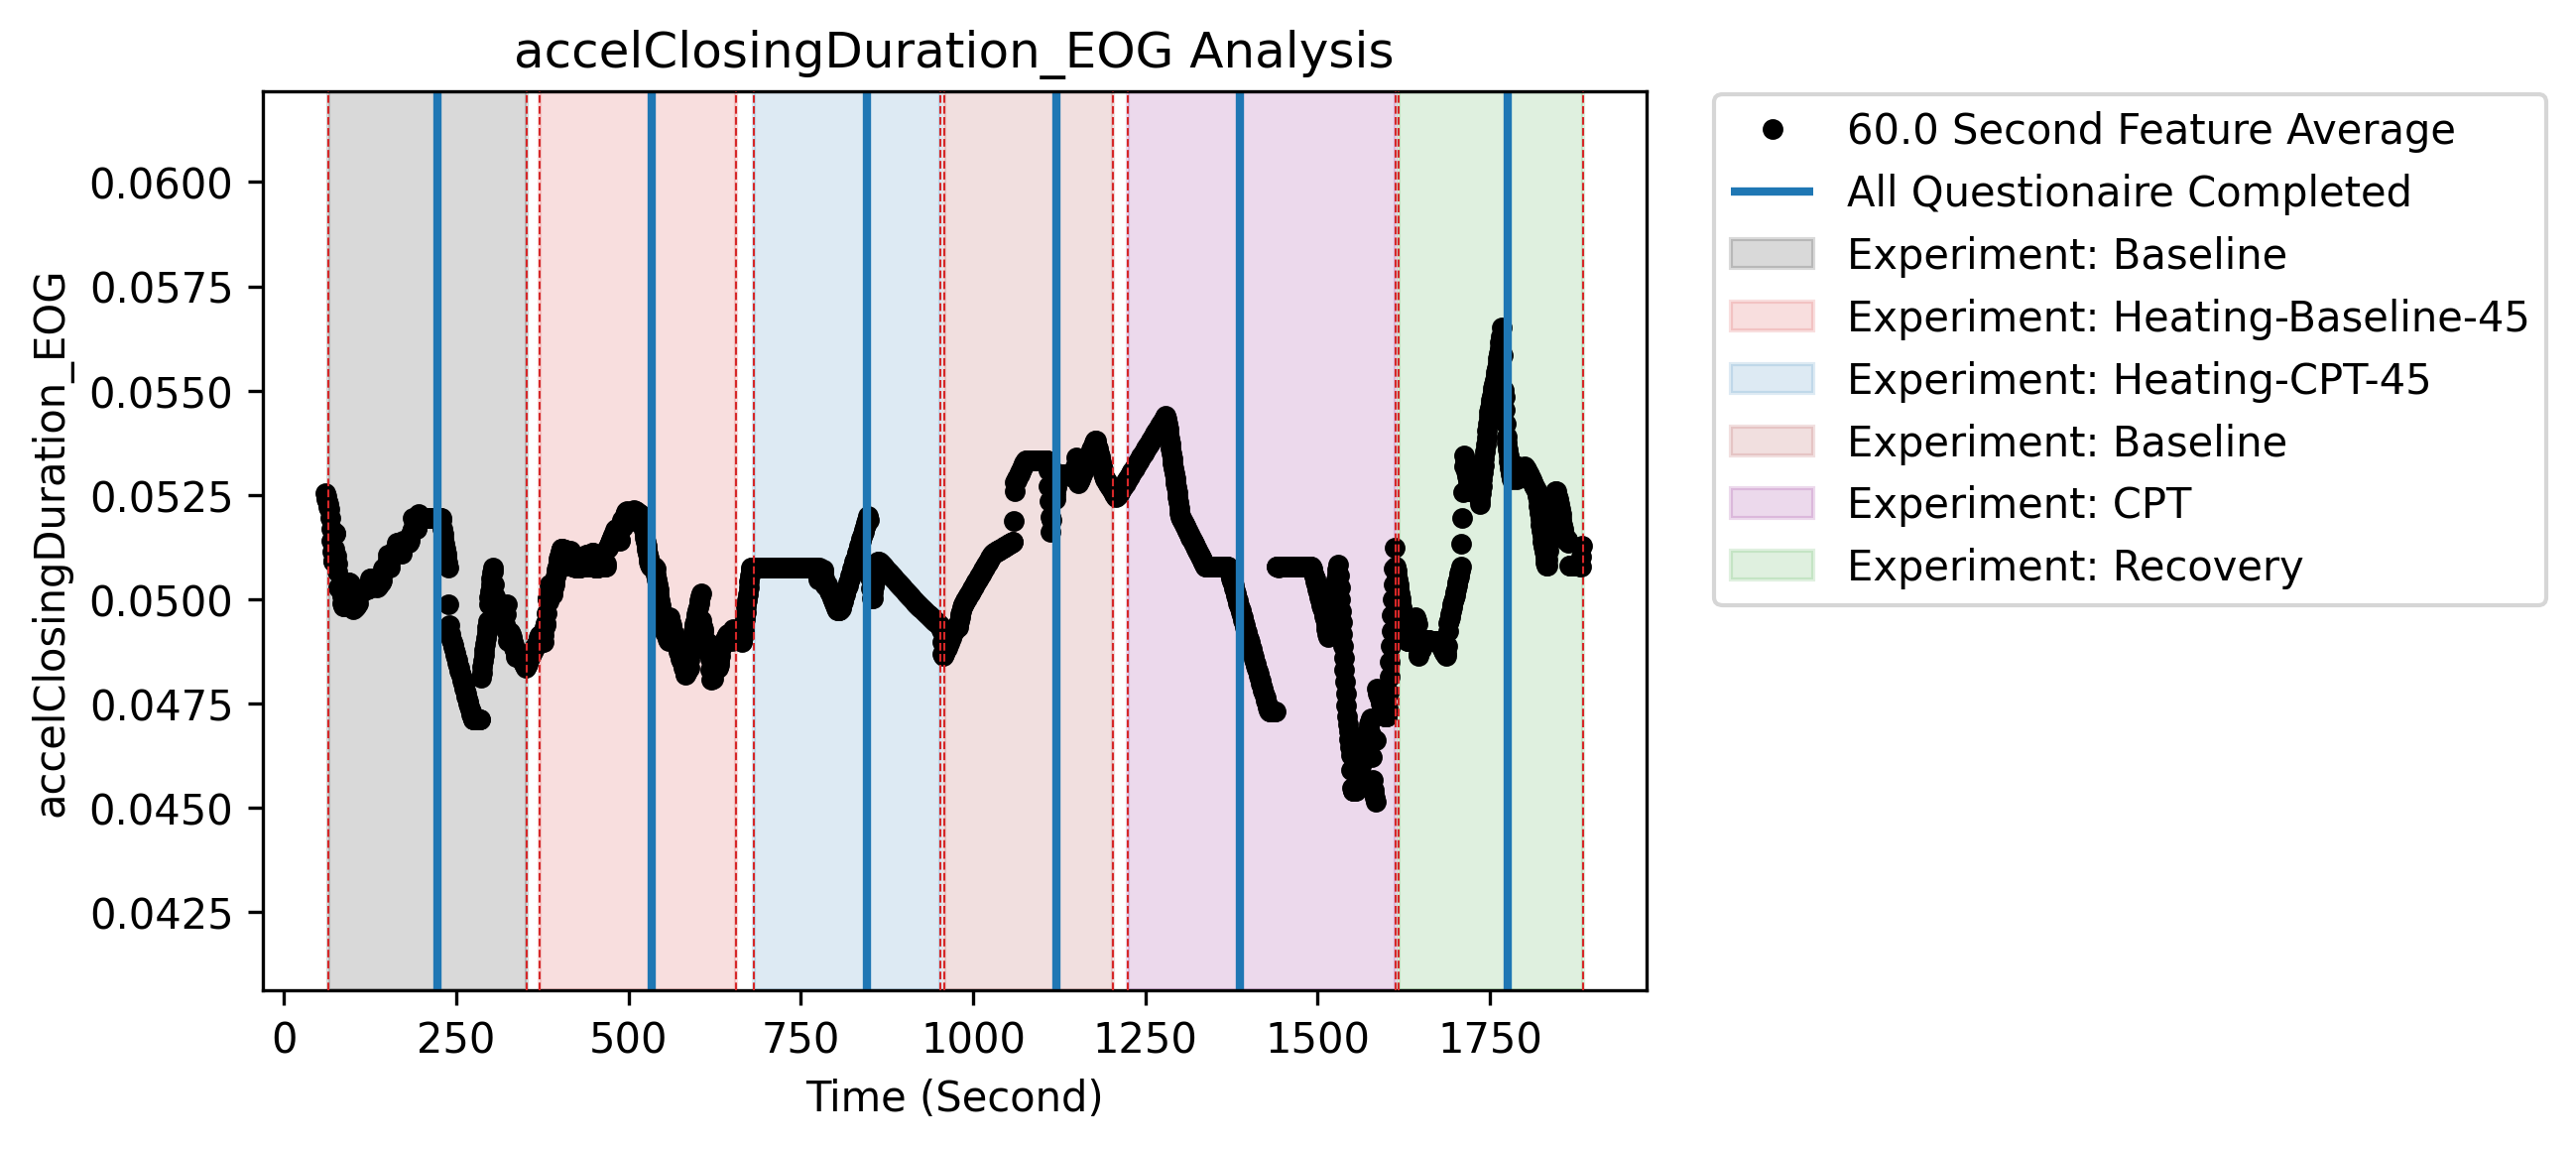 accelClosingDuration_EOG Analysis
accelClosingDuration_EOG
0.0600
0.0575
0.0550
0.0525
0.0500
0.0475
0.0450
0.0425
0 250 500 750 1000 1250 1500 1750
Time (Second)
60.0 Second Feature Average
All Questionaire Completed
Experiment: Baseline
Experiment: Heating-Baseline-45
Experiment: Heating-CPT-45
Experiment: Baseline
Experiment: CPT
Experiment: Recovery